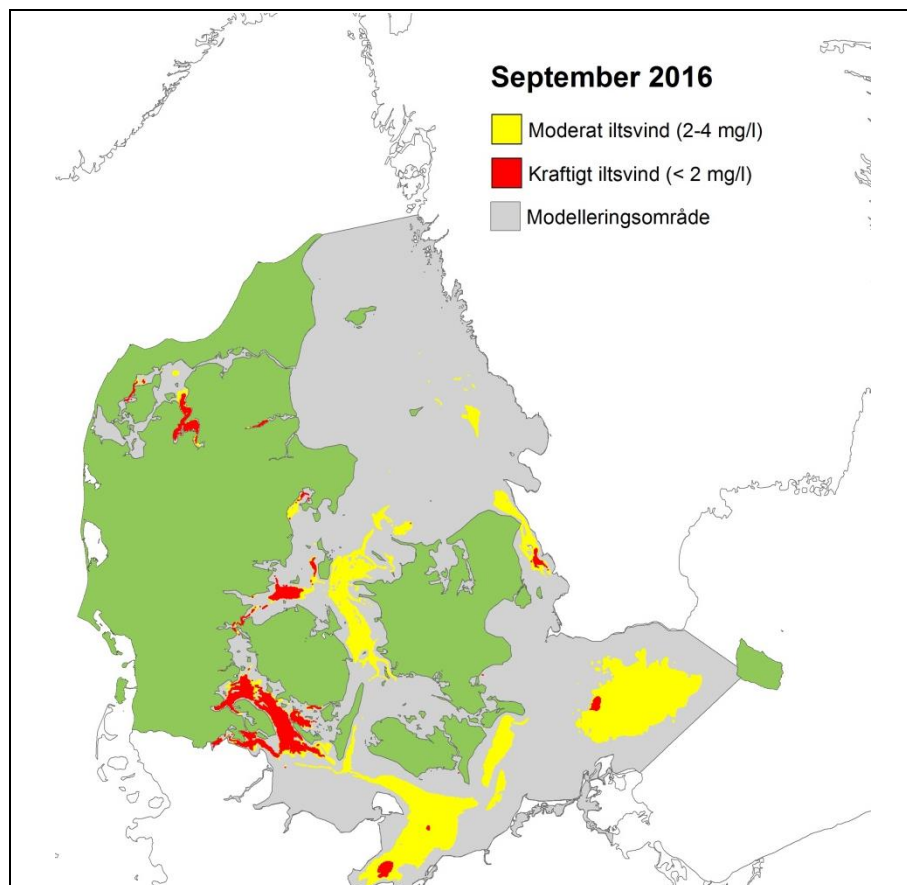 September 2016
Moderat iltsvind (2-4 mg/l)
Kraftigt iltsvind (< 2 mg/l)
Modelleringsområde